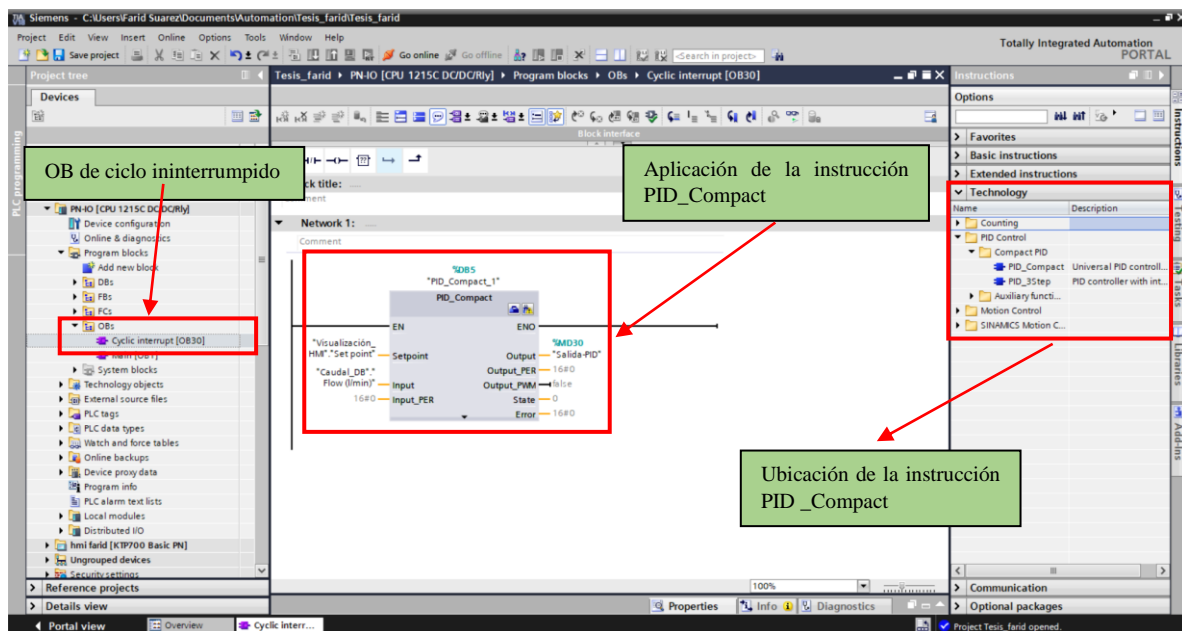 Siemens - C:\Users\Farid Suarez\Documents\Automation\Tesis_farid\Tesis_farid
Project Edit View Insert Online Options Tools Window Help
Totally Integrated Automation
PORTAL
Save project
Go online
Go offline
<Search in project>
Project tree
Tesis_farid PN-IO [CPU 1215C DC/DC/Rly] Program blocks OBs Cyclic interrupt [OB30]
Instructions
Devices
Options
Block interface
Favorites
Basic instructions
Extended instructions
Technology
Name Description
Counting
PID Control
Compact PID
PID_Compact Universal PID controll...
PID_3Step PID controller with int...
Auxiliary functi...
Motion Control
SINAMICS Motion C...
Communication
Optional packages
PLC programming
OB de ciclo ininterrumpido
PN-IO [CPU 1215C DC/DC/Rly]
Device configuration
Online & diagnostics
Program blocks
Add new block
DBs
FBs
FCs
OBs
Cyclic interrupt [OB30]
Main [OB1]
System blocks
Technology objects
External source files
PLC tags
PLC data types
Watch and force tables
Online backups
Device proxy data
Program info
PLC alarm text lists
Local modules
Distributed I/O
hmi farid [KTP700 Basic PN]
Ungrouped devices
Security settings
Reference projects
Details view
ck title: ...
mment
Network 1: ...
Comment
%DB5
"PID_Compact_1"
PID_Compact
EN ENO
"Visualización_
HMI"."Set point" Setpoint
"Caudal_DB"."
Flow (l/min)" Input
16#0 Input_PER
%MD30
Output "Salida-PID"
Output_PER 16#0
Output_PWM false
State 0
Error 16#0
Aplicación de la instrucción
PID_Compact
Ubicación de la instrucción
PID _Compact
100%
Properties Info Diagnostics
Instructions
Testing
Tasks
Libraries
Add-Ins
Portal view Overview Cyclic interr...
Project Tesis_farid opened.